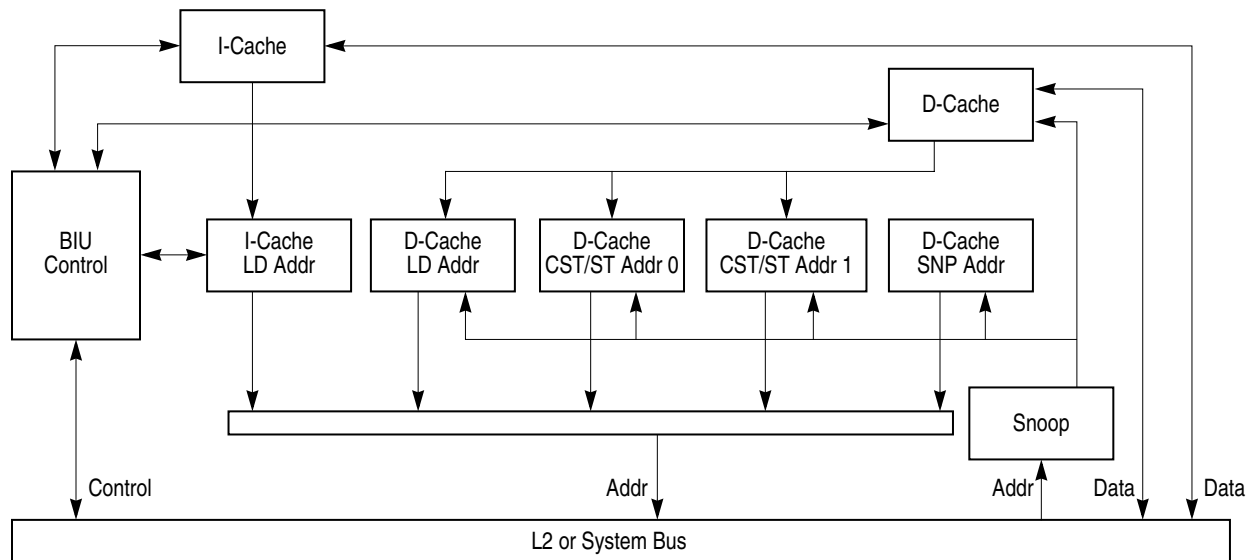 I-Cache
D-Cache
BIU
Control
I-Cache
LD Addr
D-Cache
LD Addr
D-Cache
CST/ST Addr 0
D-Cache
CST/ST Addr 1
D-Cache
SNP Addr
Snoop
Control
Addr
Addr
Data
Data
L2 or System Bus